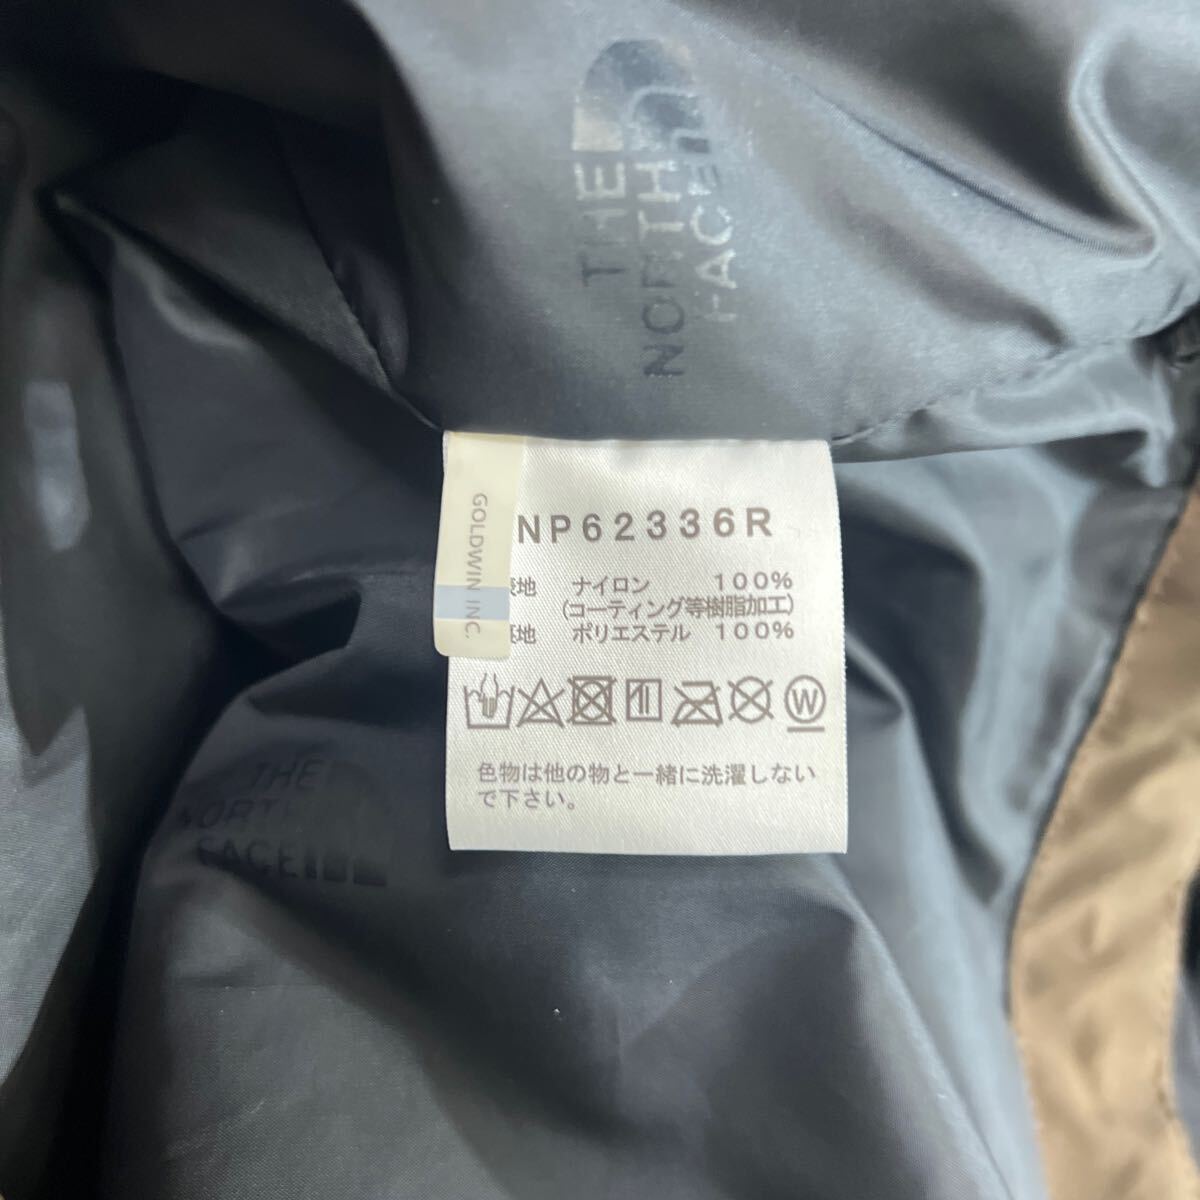 THE
NORTH
FACE
GOLDWIN INC.
NP62336R
地 ナイロン 100%
(コーティング等樹脂加工)
地 ポリエステル 100%
W
色物は他の物と一緒に洗濯しない
で下さい。
THE
NORTH
FACE